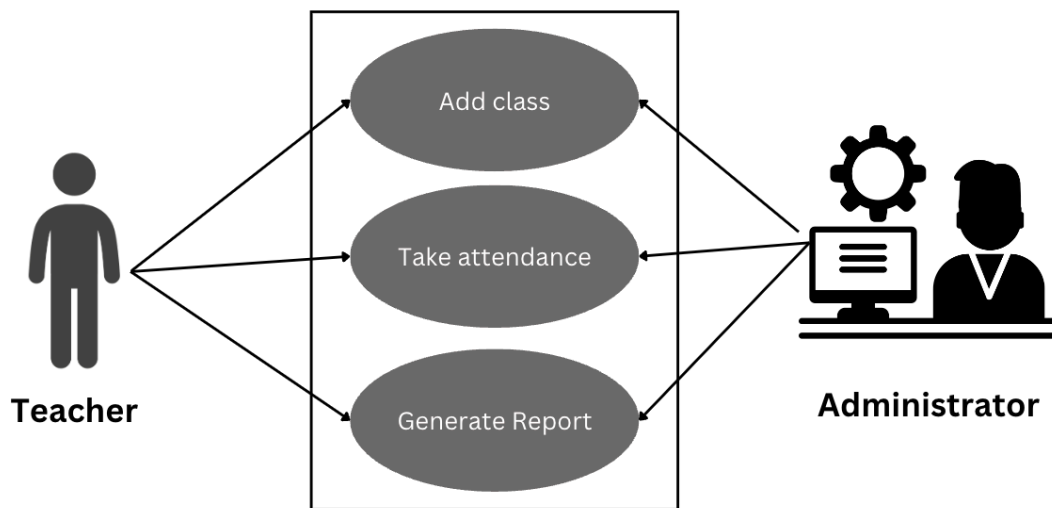 Add class
Take attendance
Generate Report
Teacher
Administrator